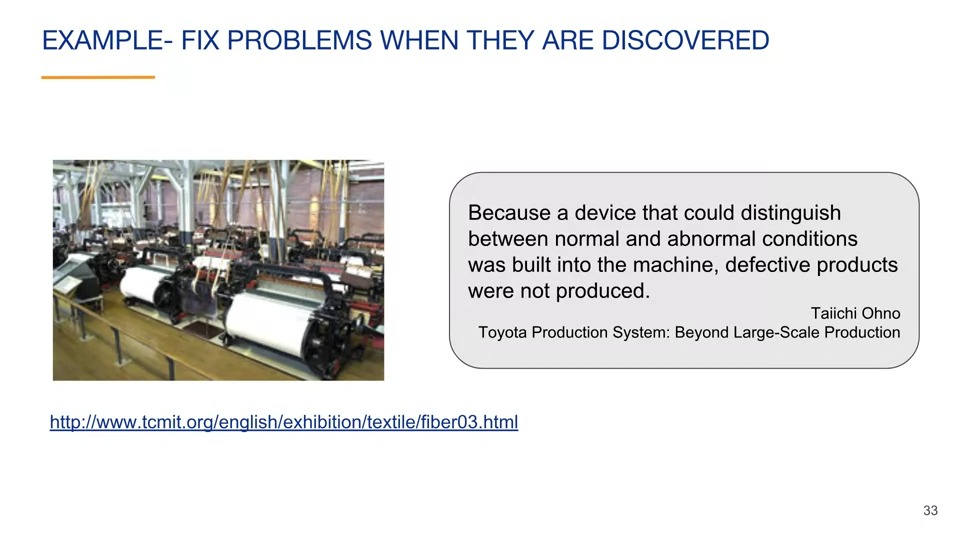 EXAMPLE- FIX PROBLEMS WHEN THEY ARE DISCOVERED
Because a device that could distinguish
between normal and abnormal conditions
was built into the machine, defective products
were not produced.
Taiichi Ohno
Toyota Production System: Beyond Large-Scale Production
http://www.tcmit.org/english/exhibition/textile/fiber03.html
33